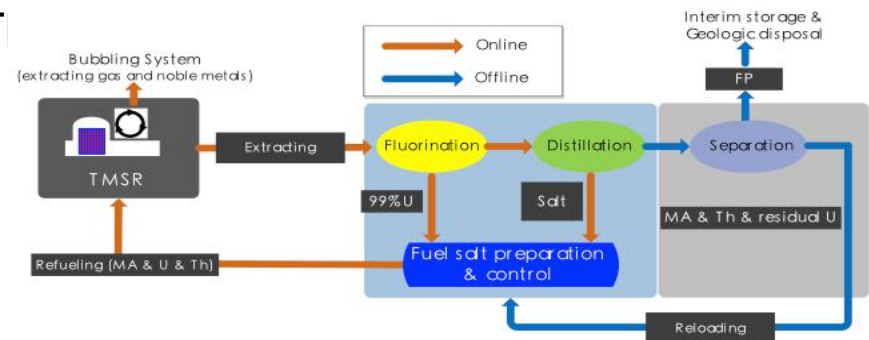 Interim storage &
Geologic disposal
Online
Offline
Bubbling System
(extracting gas and noble metals)
FP
Extracting
Fluorination
Distillation
Separation
TMSR
99%U
Salt
MA & Th & residual U
Fuel salt preparation
& control
Refueling (MA & U & Th)
Reloading